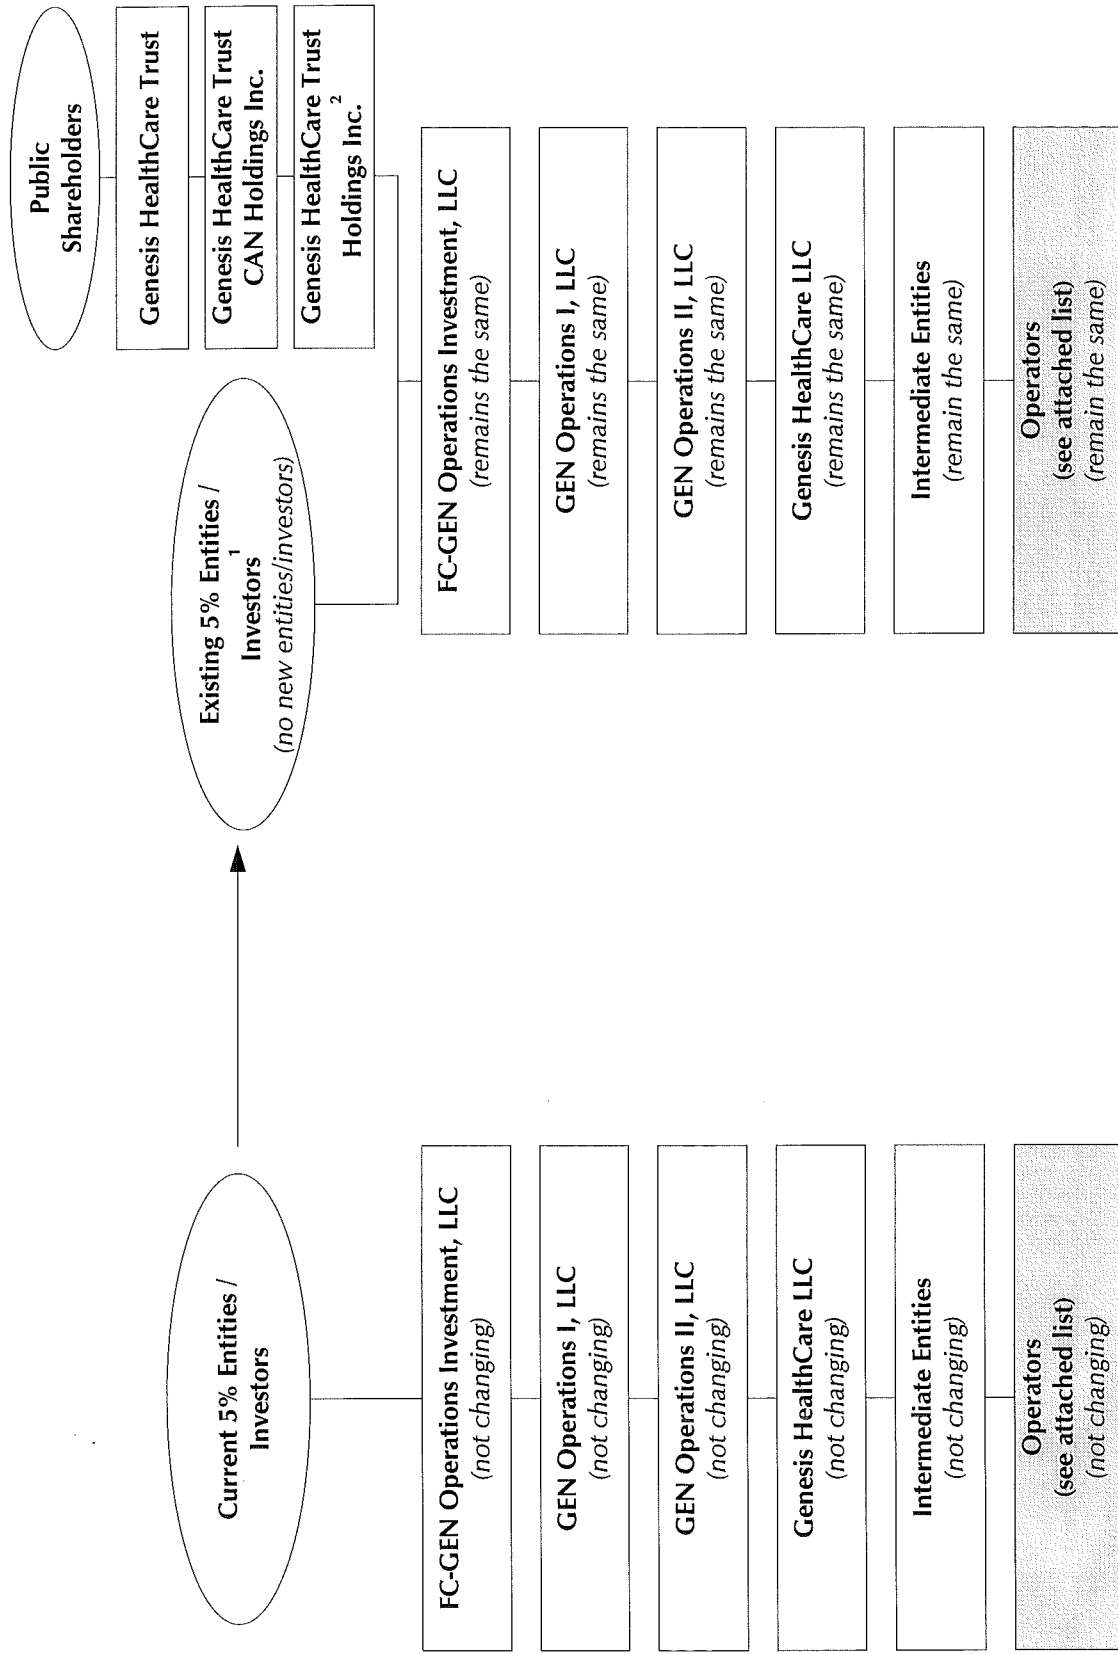 Current 5% Entities /
Investors
FC-GEN Operations Investment, LLC
(not changing)
GEN Operations I, LLC
(not changing)
GEN Operations II, LLC
(not changing)
Genesis HealthCare LLC
(not changing)
Intermediate Entities
(not changing)
Operators
(see attached list)
(not changing)
Existing 5% Entities /
Investors1
(no new entities/investors)
Public
Shareholders
Genesis HealthCare Trust
Genesis HealthCare Trust
CAN Holdings Inc.
Genesis HealthCare Trust
Holdings Inc.2
FC-GEN Operations Investment, LLC
(remains the same)
GEN Operations I, LLC
(remains the same)
GEN Operations II, LLC
(remains the same)
Genesis HealthCare LLC
(remains the same)
Intermediate Entities
(remain the same)
Operators
(see attached list)
(remain the same)